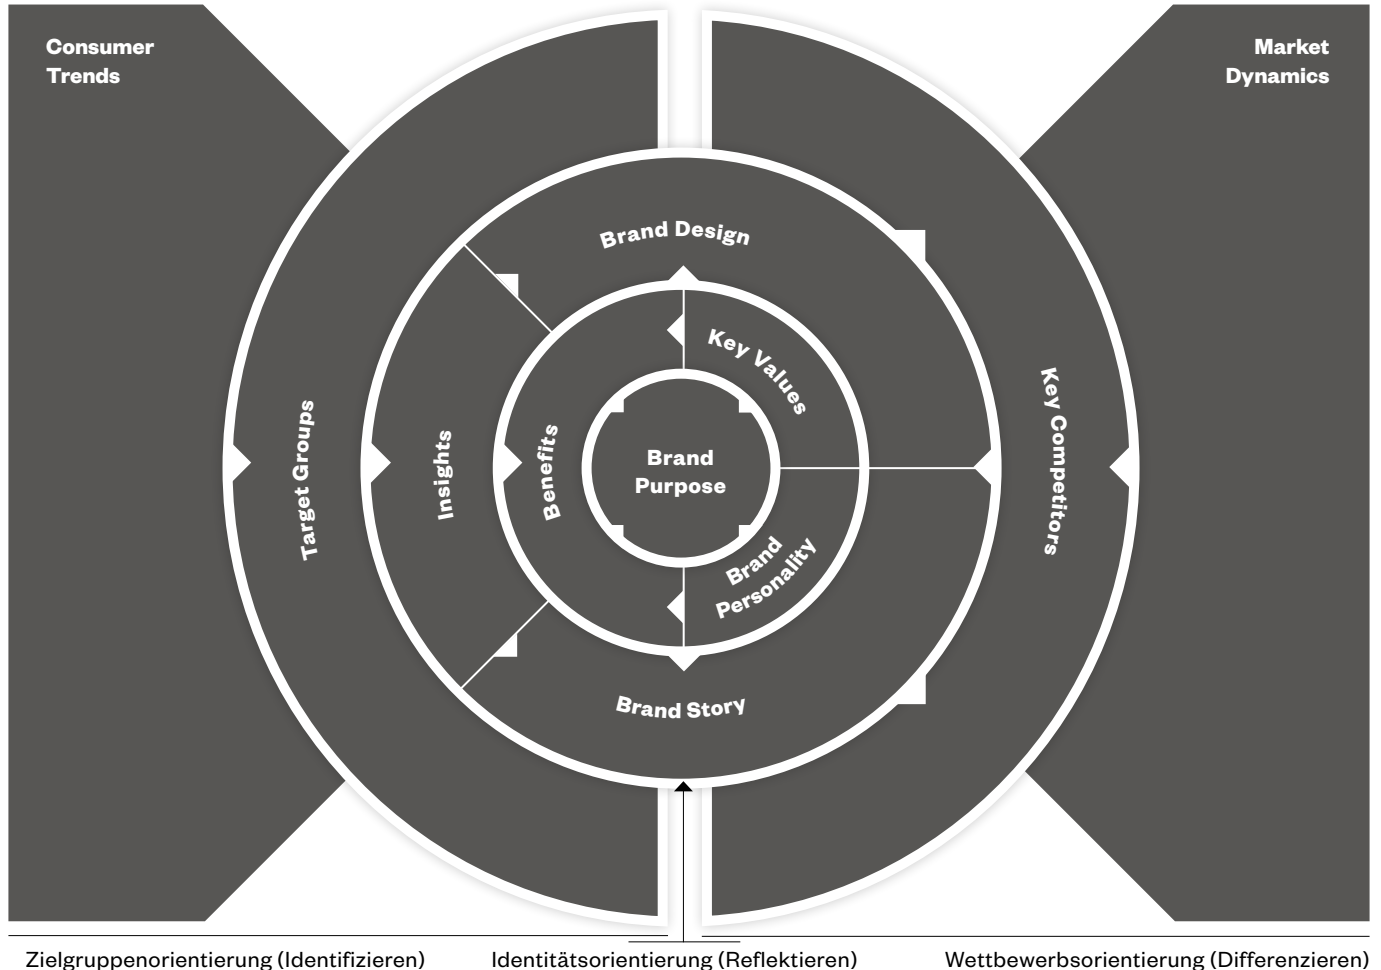 Consumer
Trends
Market
Dynamics
Brand Design
Key Values
Target Groups
Insights
Benefits
Brand
Purpose
Key Competitors
Brand
Personality
Brand Story
Zielgruppenorientierung (Identifizieren)
Identitätsorientierung (Reflektieren)
Wettbewerbsorientierung (Differenzieren)